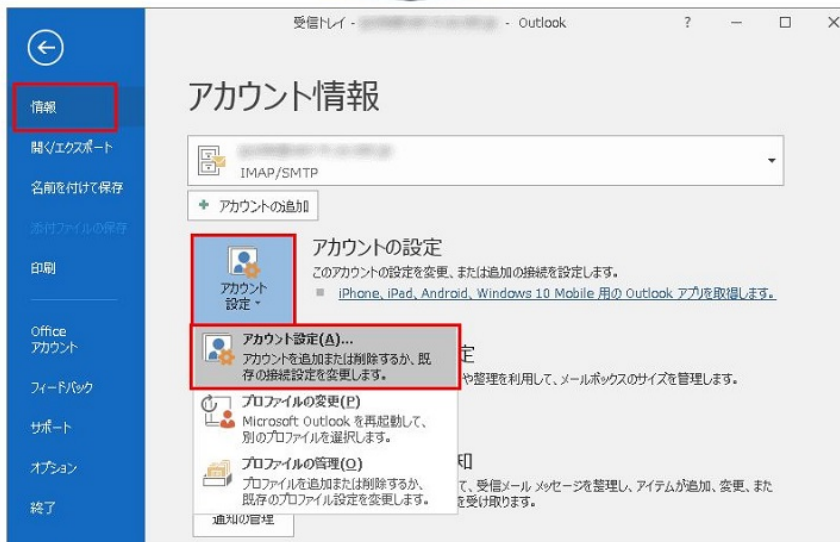 受信トレイ - - Outlook
?
情報
開く/エクスポート
名前を付けて保存
添付ファイルの保存
印刷
Office
アカウント
フィードバック
サポート
オプション
終了
アカウント情報
IMAP/SMTP
アカウントの追加
アカウント
設定
アカウントの設定
このアカウントの設定を変更、または追加の接続を設定します。
iPhone、iPad、Android、Windows 10 Mobile 用の Outlook アプリを取得します。
アカウント設定(A)...
アカウントを追加または削除するか、既
存の接続設定を変更します。
定
や整理を利用して、メールボックスのサイズを管理します。
プロファイルの変更(P)
Microsoft Outlook を再起動して、
別のプロファイルを選択します。
プロファイルの管理(O)
プロファイルを追加または削除するか、
既存のプロファイル設定を変更します。
知
て、受信メール メッセージを整理し、アイテムが追加、変更、また
を受け取ります。
通知の管理